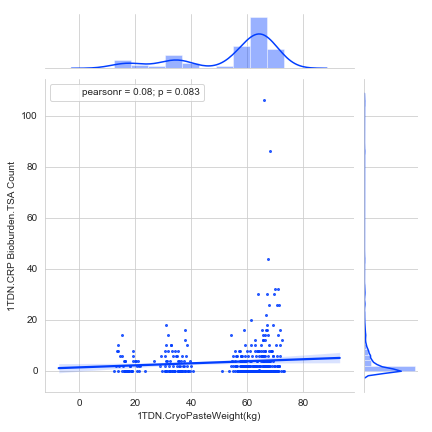 pearsonr = 0.08; p = 0.083
100
80
60
40
20
0
1TDN.CRP Bioburden.TSA Count
0 20 40 60 80
1TDN.CryoPasteWeight(kg)